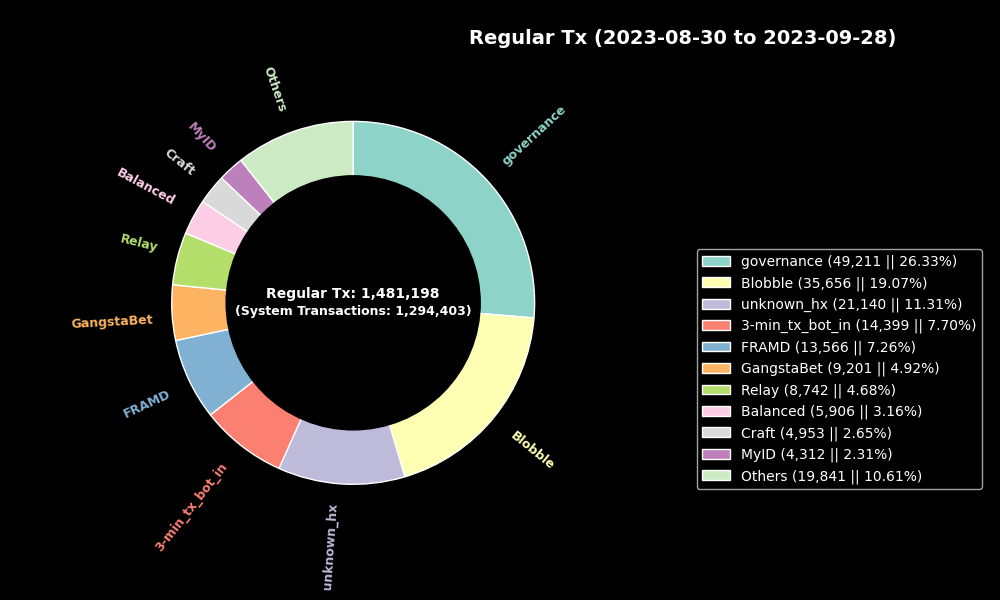 Regular Tx (2023-08-30 to 2023-09-28)
Others
governance
MyID
Craft
Balanced
Relay
GangstaBet
FRAMD
3-min_tx_bot_in
unknown_hx
Blobble
Regular Tx: 1,481,198
(System Transactions: 1,294,403)
governance (49,211 || 26.33%)
Blobble (35,656 || 19.07%)
unknown_hx (21,140 || 11.31%)
3-min_tx_bot_in (14,399 || 7.70%)
FRAMD (13,566 || 7.26%)
GangstaBet (9,201 || 4.92%)
Relay (8,742 || 4.68%)
Balanced (5,906 || 3.16%)
Craft (4,953 || 2.65%)
MyID (4,312 || 2.31%)
Others (19,841 || 10.61%)